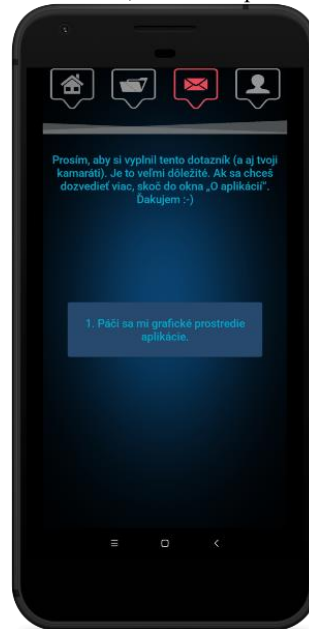 Prosím, aby si vyplnil tento dotazník (a aj tvoji
kamaráti). Je to veľmi dôležité. Ak sa chceš
dozvedieť viac, skoč do okna „O aplikácií".
Ďakujem :-)
1. Páči sa mi grafické prostredie
aplikácie.